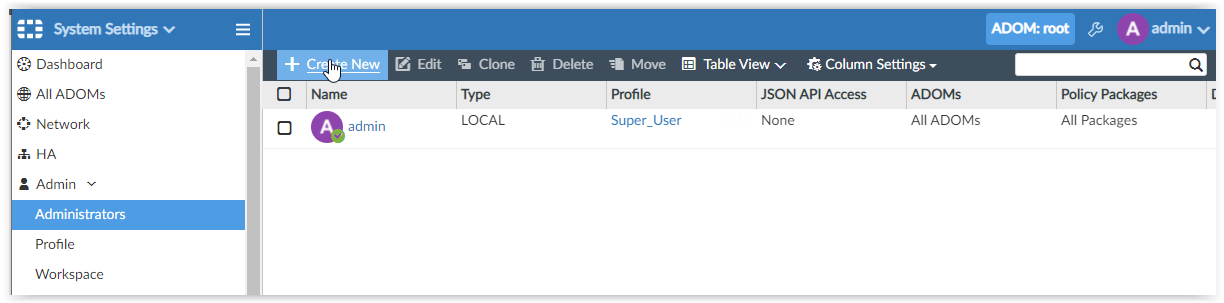 System Settings
ADOM: root
A admin
Dashboard
All ADOMs
Network
HA
Admin
Administrators
Profile
Workspace
Create New Edit Clone Delete Move Table View Column Settings
Name Type Profile JSON API Access ADOMs Policy Packages D
A admin LOCAL Super_User None All ADOMs All Packages